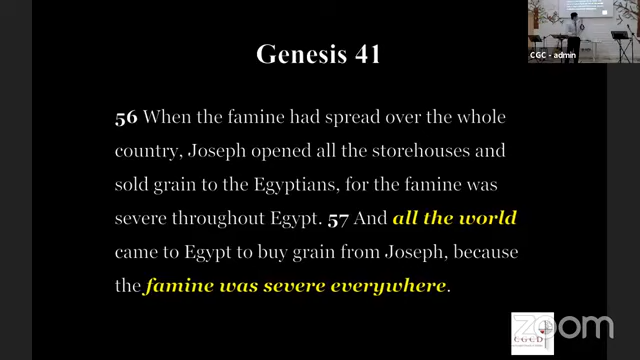 Genesis 41
56 When the famine had spread over the whole
country, Joseph opened all the storehouses and
sold grain to the Egyptians, for the famine was
severe throughout Egypt. 57 And all the world
came to Egypt to buy grain from Joseph, because
the famine was severe everywhere.
CGC - admin
zoom